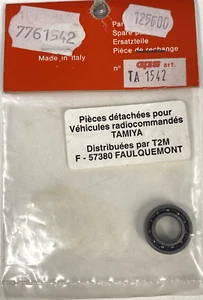 7761542
125600
Par
Spare p
Ersatzteile
Pièce de rechange
Made in Italy
n°
art.
TA 1542
Pièces détachées pour
Véhicules radiocommandés
TAMIYA
Distribuées par T2M
F - 57380 FAULQUEMONT